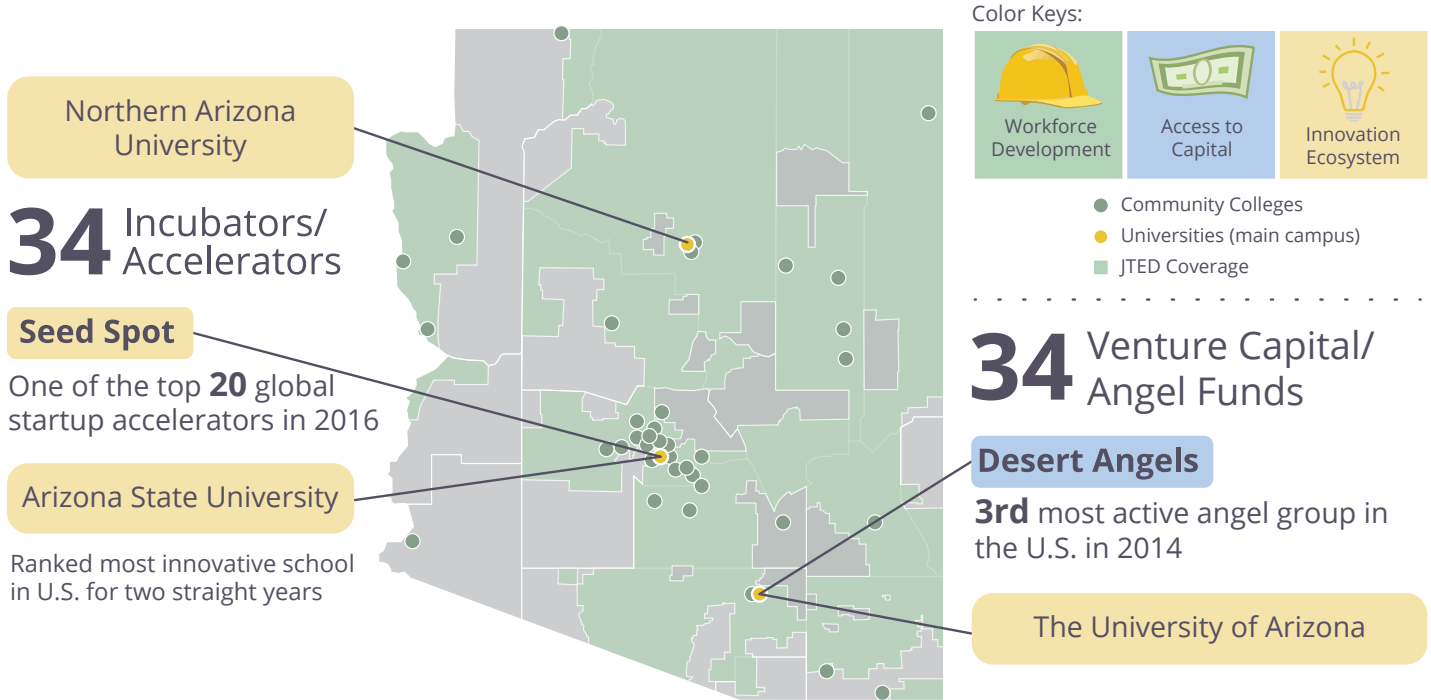 Northern Arizona
University
34 Incubators/
Accelerators
Seed Spot
One of the top 20 global
startup accelerators in 2016
Arizona State University
Ranked most innovative school
in U.S. for two straight years
Color Keys:
Workforce
Development
Access to
Capital
Innovation
Ecosystem
Community Colleges
Universities (main campus)
JTED Coverage
34 Venture Capital/
Angel Funds
Desert Angels
3rd most active angel group in
the U.S. in 2014
The University of Arizona